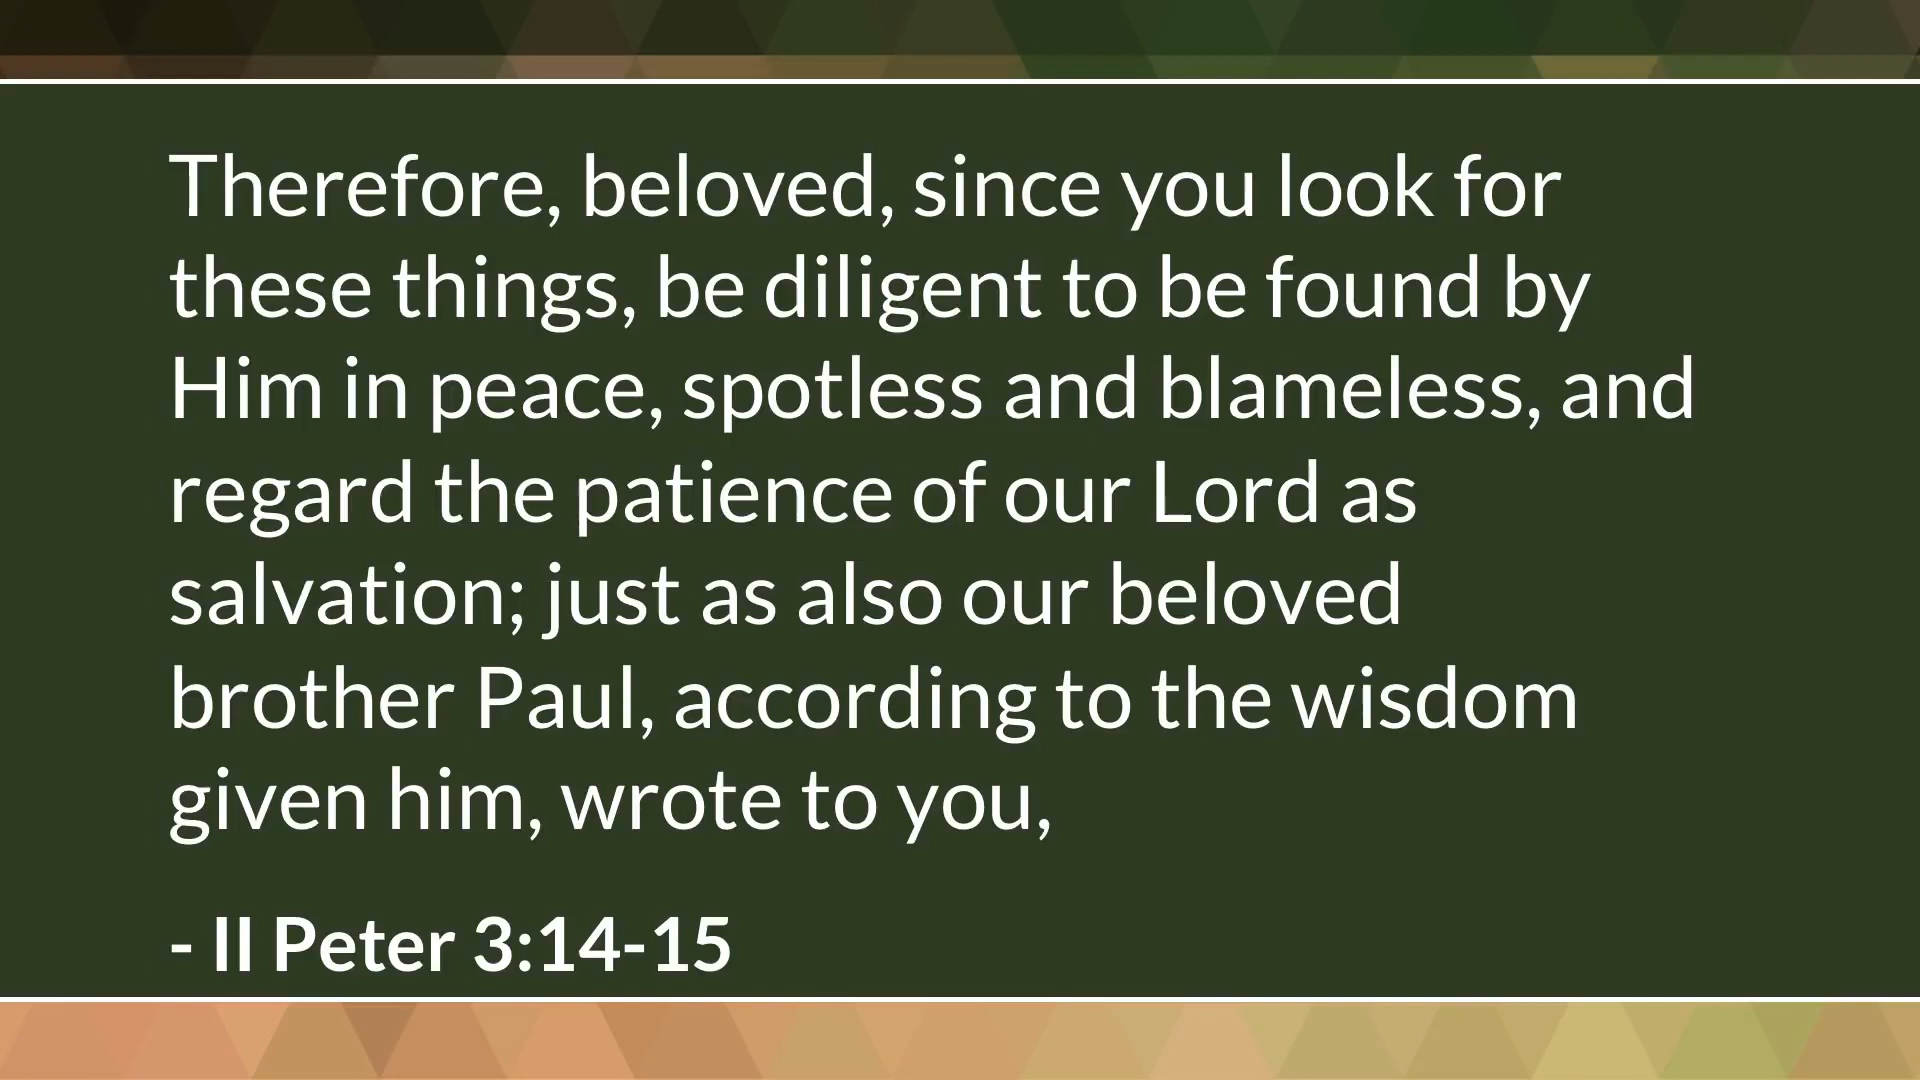 Therefore, beloved, since you look for
these things, be diligent to be found by
Him in peace, spotless and blameless, and
regard the patience of our Lord as
salvation; just as also our beloved
brother Paul, according to the wisdom
given him, wrote to you,
- II Peter 3:14-15